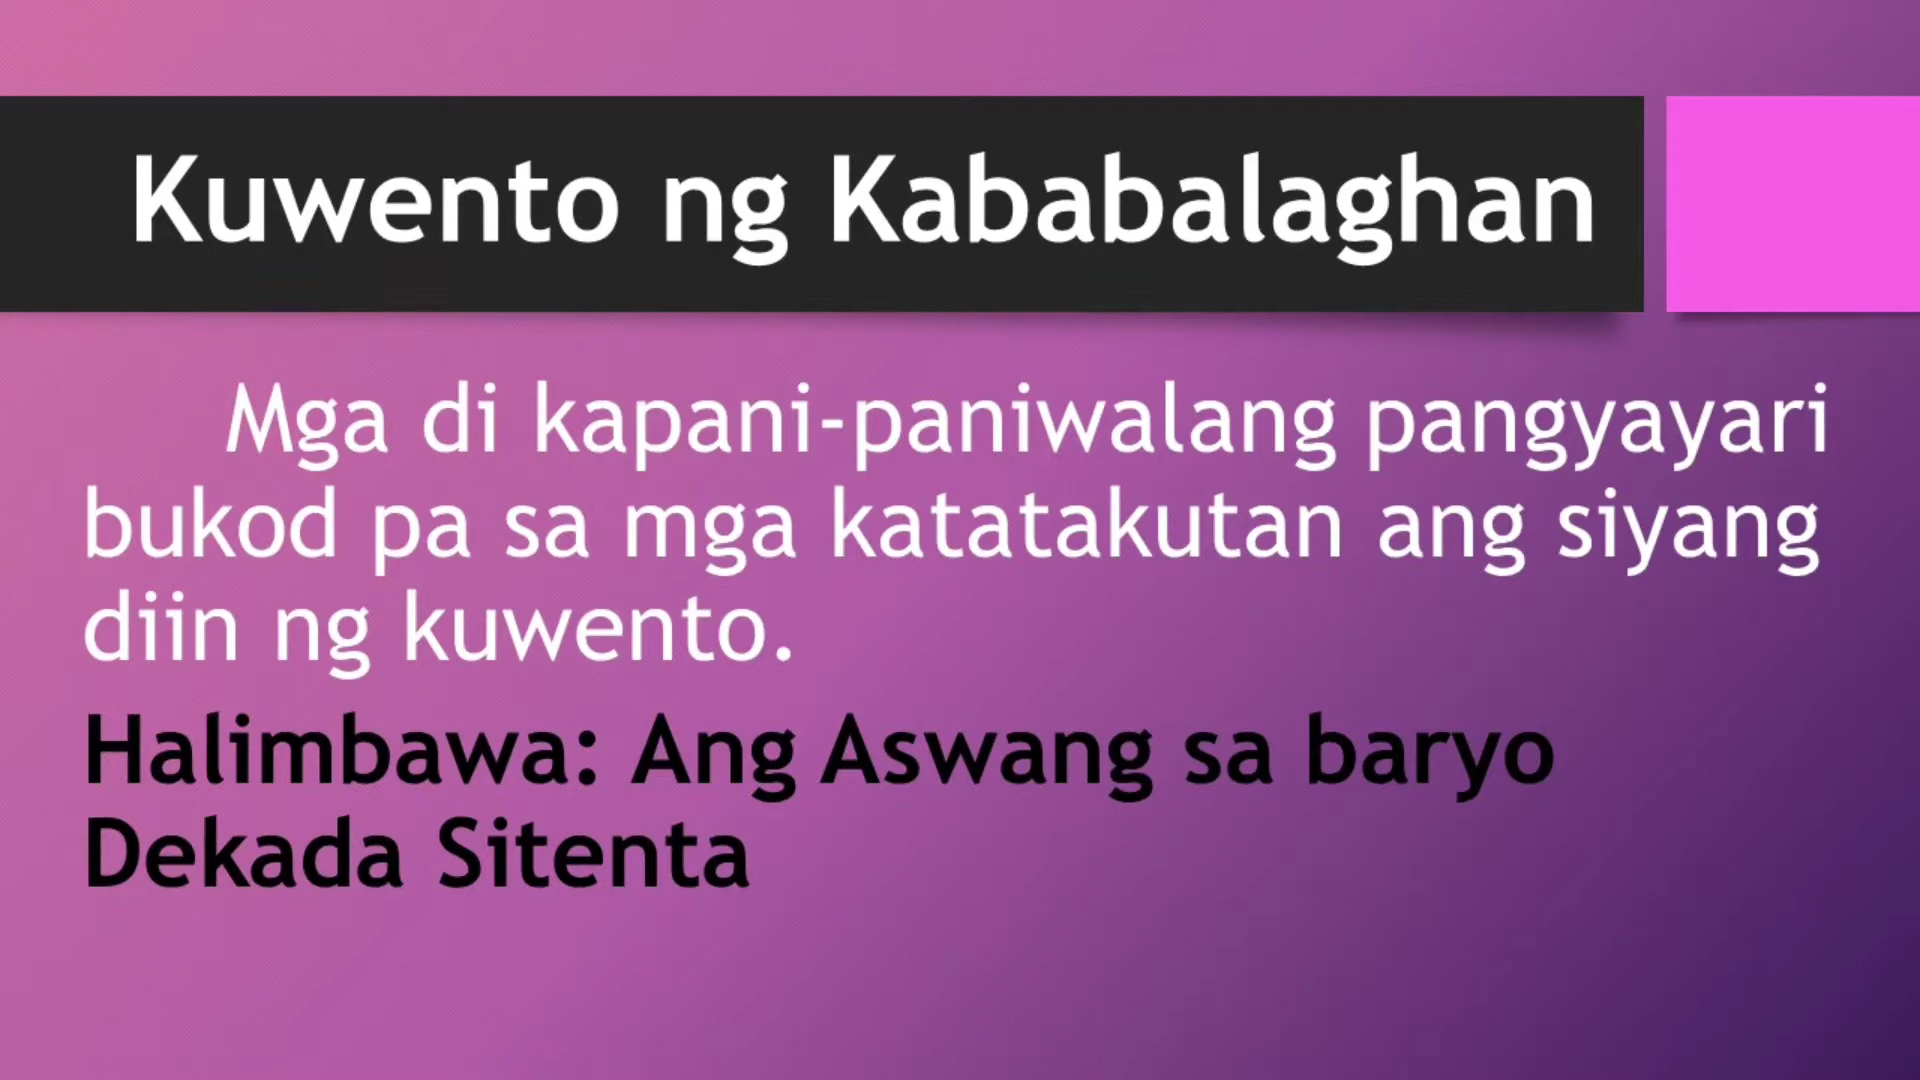 Kuwento ng Kababalaghan
Mga di kapani-paniwalang pangyayari
bukod pa sa mga katatakutan ang siyang
diin ng kuwento.
Halimbawa: Ang Aswang sa baryo
Dekada Sitenta